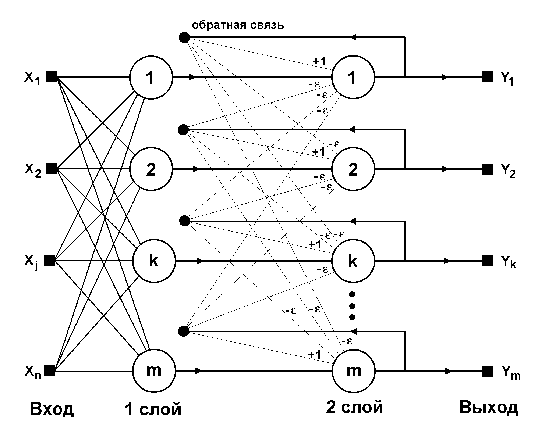 обратная связь
X1 1 +1 1 Y1
-ε
-ε
-ε
X2 2 +1 -ε 2 Y2
-ε
-ε -ε
Xj k +1 -ε -ε k Yk
-ε
-ε -ε
-ε
Xn m +1 m Ym
Вход 1 слой 2 слой Выход